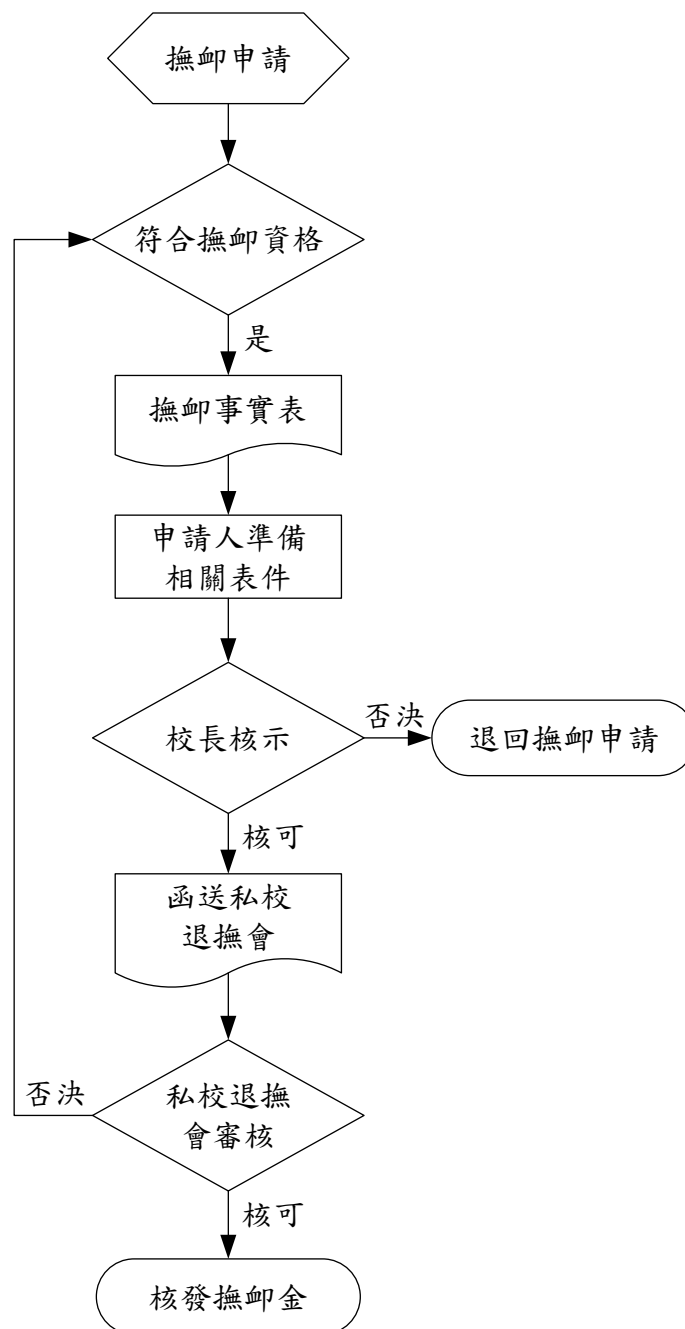 撫卹申請
符合撫卹資格
是
撫卹事實表
申請人準備
相關表件
校長核示
否決
退回撫卹申請
核可
函送私校
退撫會
私校退撫
會審核
否決
核可
核發撫卹金